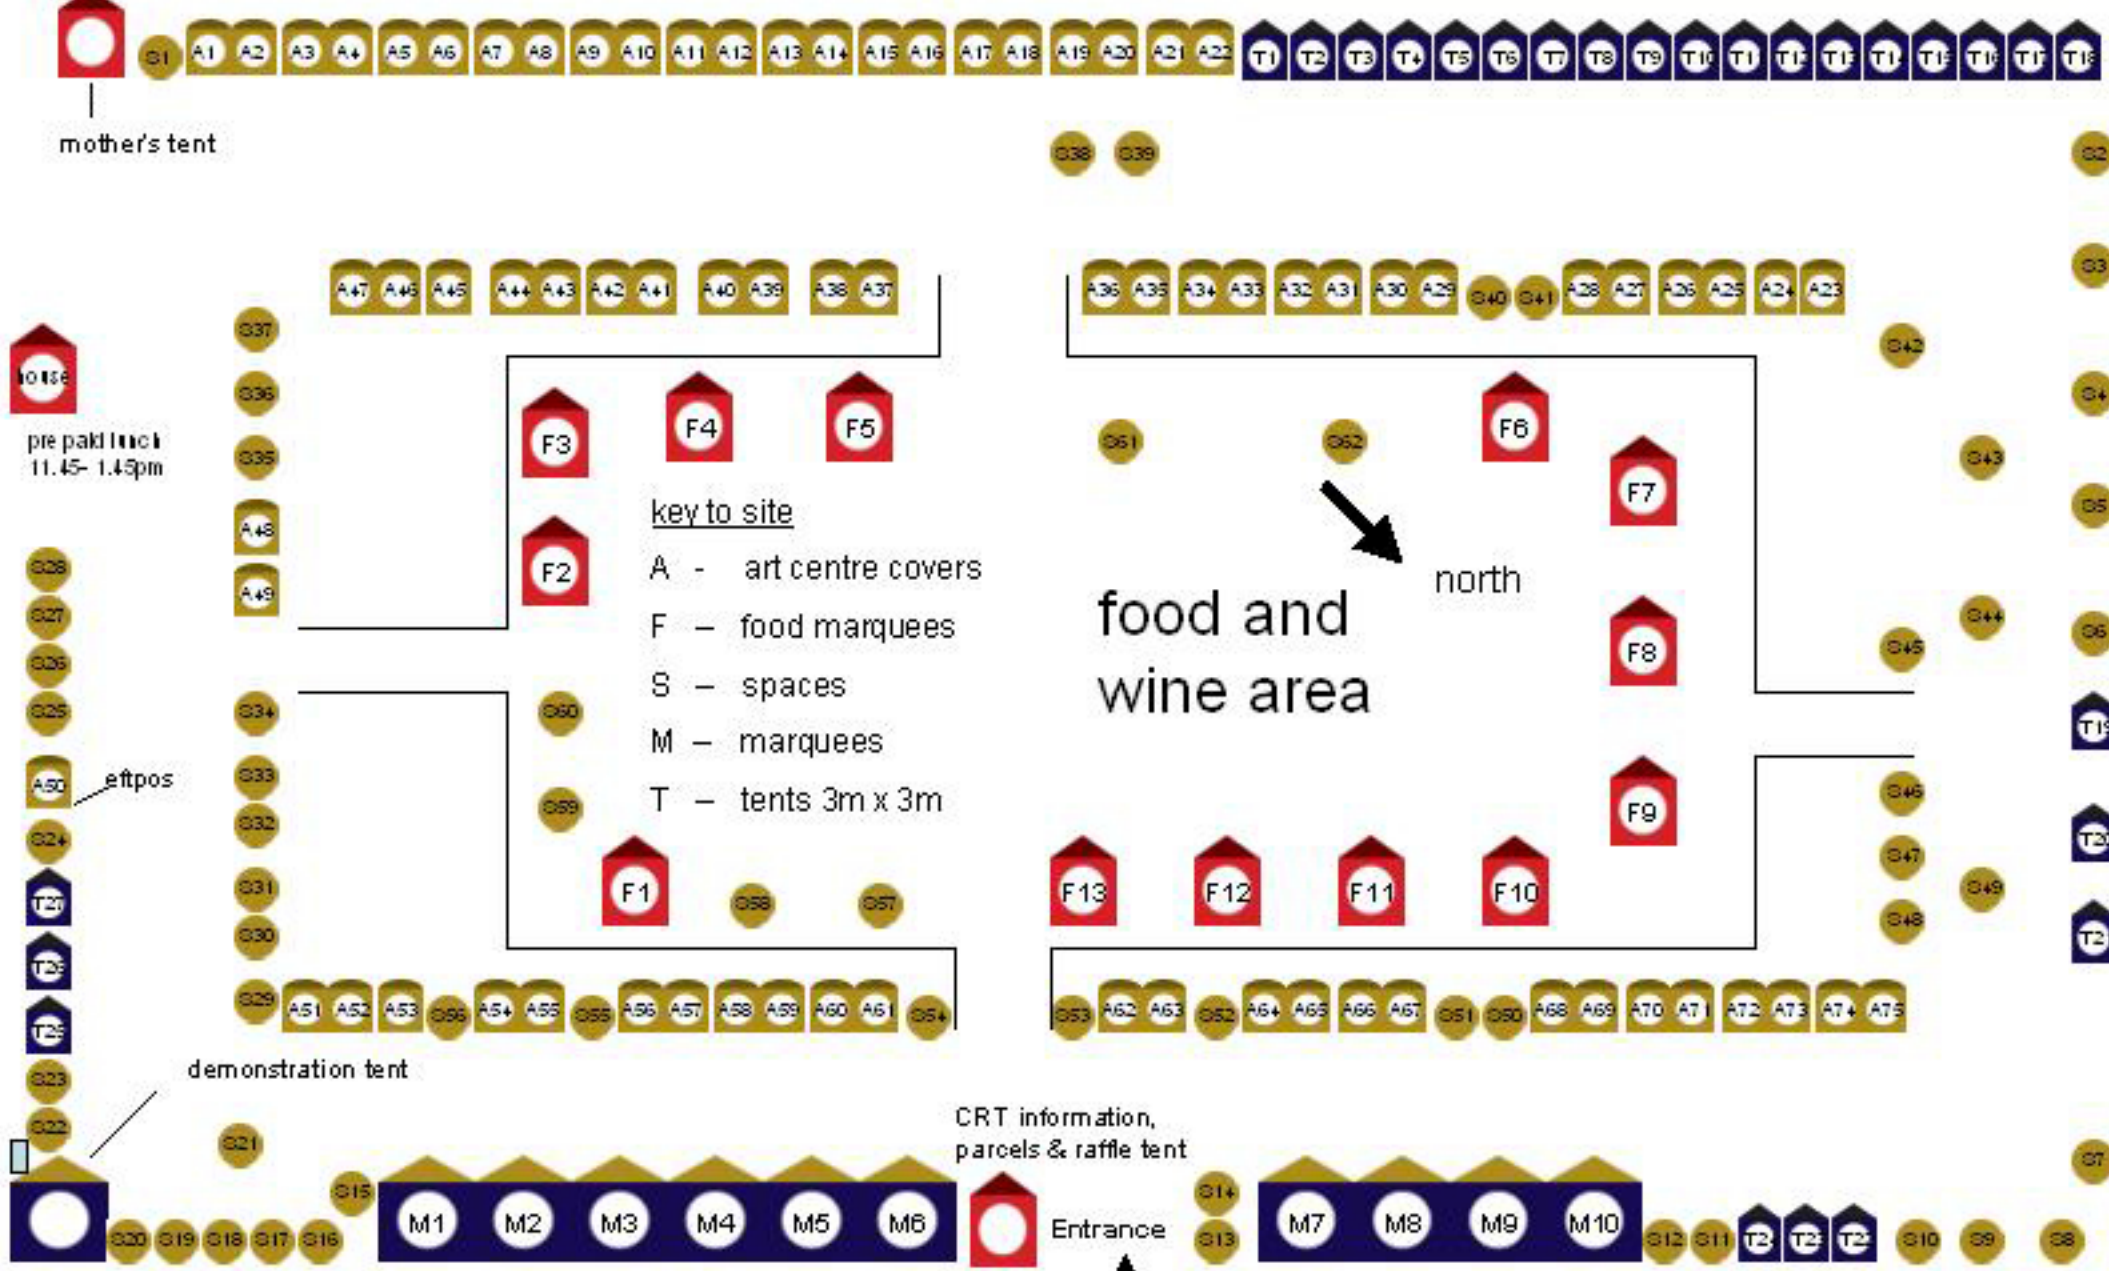 S1 A1 A2 A3 A4 A5 A6 A7 A8 A9 A10 A11 A12 A13 A14 A15 A16 A17 A18 A19 A20 A21 A22 T1 T2 T3 T4 T5 T6 T7 T8 T9
mother's tent
S38 S39 S2
S3
A47 A46 A45 A44 A43 A42 A41 A40 A39 A38 A37 A36 A35 A34 A33 A32 A31 A30 A29 S40 S41 A28 A27 A26 A25 A24 A23
S37 S42
house
S36 F3 F4 F5 F6
pre paid lunch
11.45- 1.45pm
S35 S61 S62 S43
F7 S5
key to site
A48
A - art centre covers
S28 A49 F2
north
food and
wine area
F - food marquees
S27 S44
S26 F8 S45 S6
S - spaces
S25 S34 S60
M - marquees
A50 eftpos S33
T - tents 3m x 3m
S24 S32 S59 F9 S46
S47
T27 S31 F1 S58 S57 F13 F12 F11 F10 S49
S30 S48
S29 A51 A52 A53 S56 A54 A55 S55 A56 A57 A58 A59 A60 A61 S54 S53 A62 A63 S52 A64 A65 A66 A67 S51 S50 A68 A69 A70 A71 A72 A73 A74 A75
T25
demonstration tent
S23
S22 S21
CRT information,
parcels & raffle tent
S7
S15 S14
M1 M2 M3 M4 M5 M6 Entrance M7 M8 M9 M10
S20 S19 S18 S17 S16 S13 S12 S11 S10 S9 S8